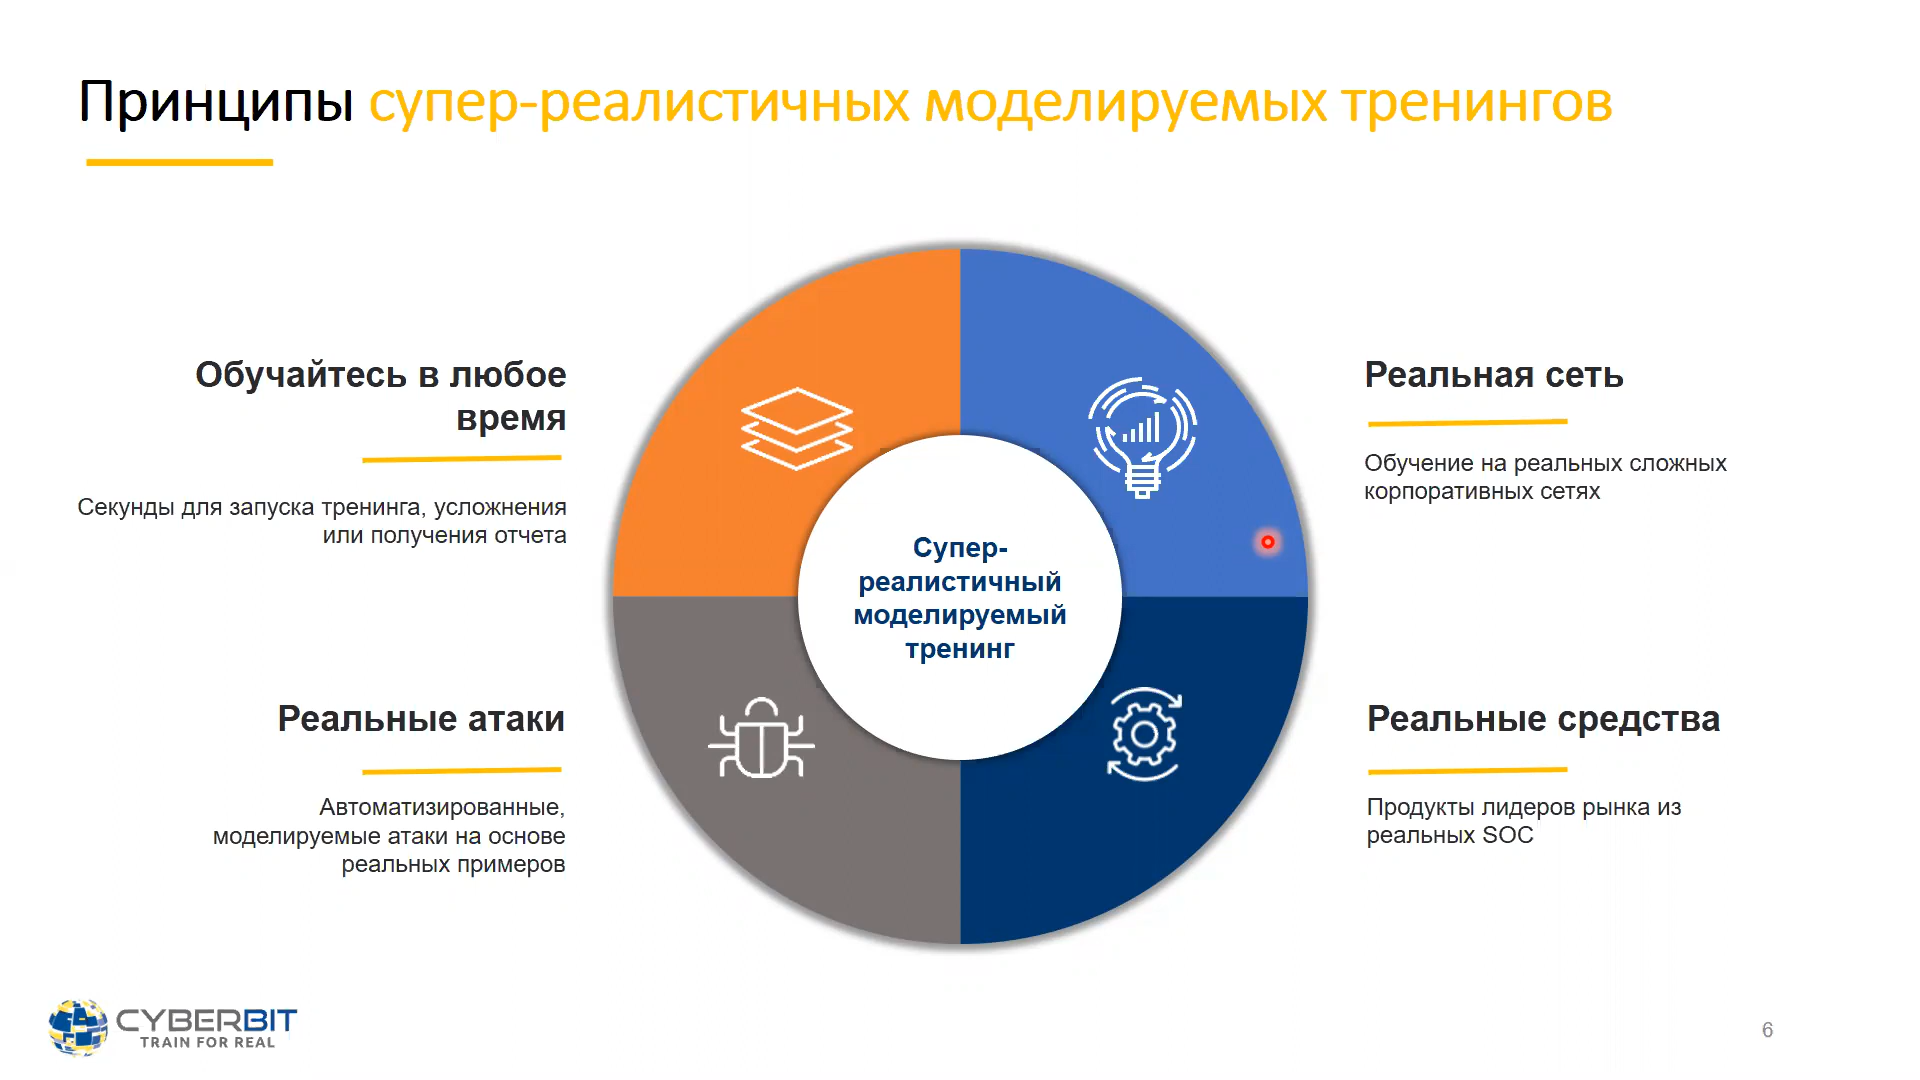 Принципы супер-реалистичных моделируемых тренингов
Обучайтесь в любое
время
Секунды для запуска тренинга, усложнения
или получения отчета
Реальная сеть
Обучение на реальных сложных
корпоративных сетях
Супер-
реалистичный
моделируемый
тренинг
Реальные атаки
Автоматизированные,
моделируемые атаки на основе
реальных примеров
Реальные средства
Продукты лидеров рынка из
реальных SOC
CYBERBIT
TRAIN FOR REAL
6